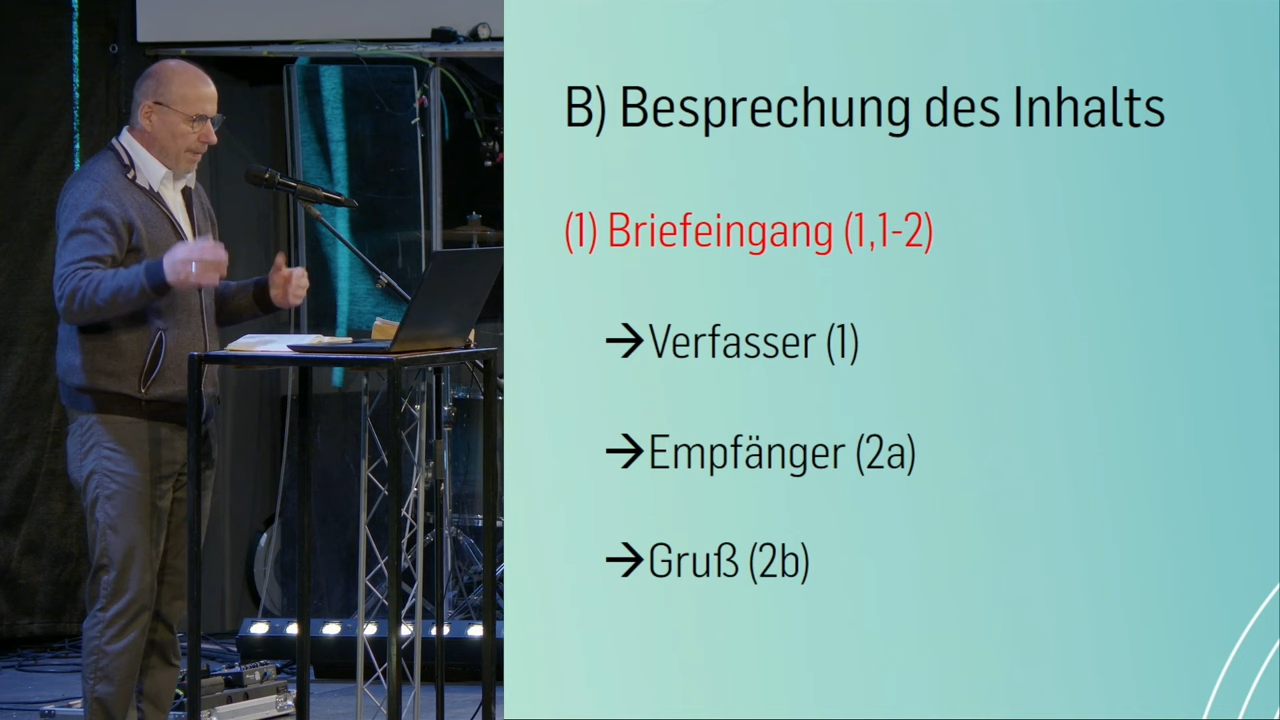 B) Besprechung des Inhalts
(1) Briefeingang (1,1-2)
→Verfasser (1)
→Empfänger (2a)
→Gruß (2b)